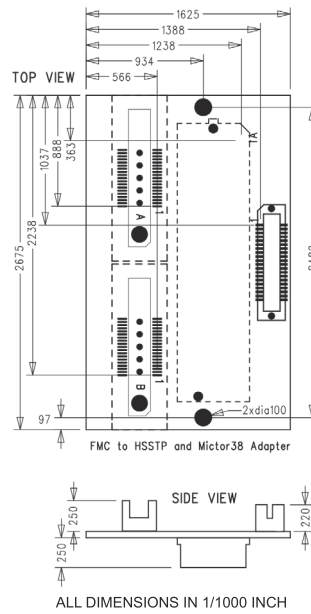 1625
1388
1238
934
566
TOP VIEW
363
888
1037
2238
2675
97
A
1
1A
1
B
1
2xdia100
FMC to HSSTP and Mictor38 Adapter
SIDE VIEW
250
220
250
ALL DIMENSIONS IN 1/1000 INCH